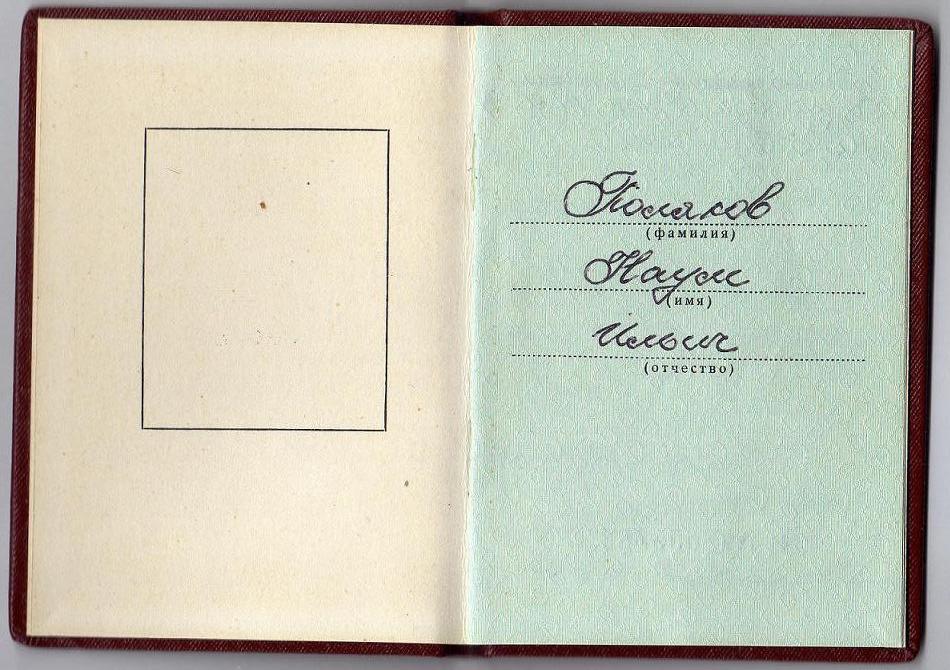 Поляков
(фамилия)
Наум
(имя)
Ильич
(отчество)